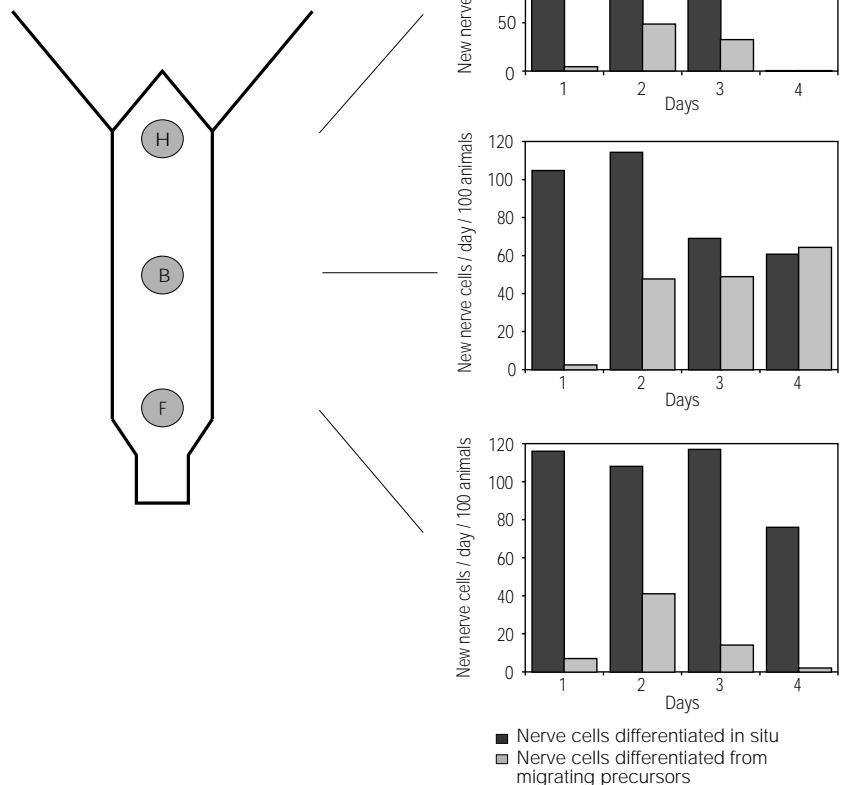 H
B
F
New nerve
50
0
1 2 3 4
Days
New nerve cells / day / 100 animals
120
100
80
60
40
20
0
1 2 3 4
Days
New nerve cells / day / 100 animals
120
100
80
60
40
20
0
1 2 3 4
Days
Nerve cells differentiated in situ
Nerve cells differentiated from
migrating precursors